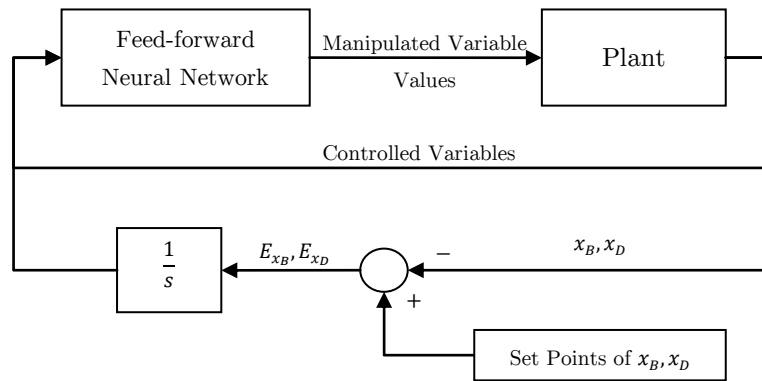 Feed-forward
Neural Network
Manipulated Variable
Values
Plant
Controlled Variables
1
s
E_{x_B}, E_{x_D}
−
x_B, x_D
+
Set Points of x_B, x_D